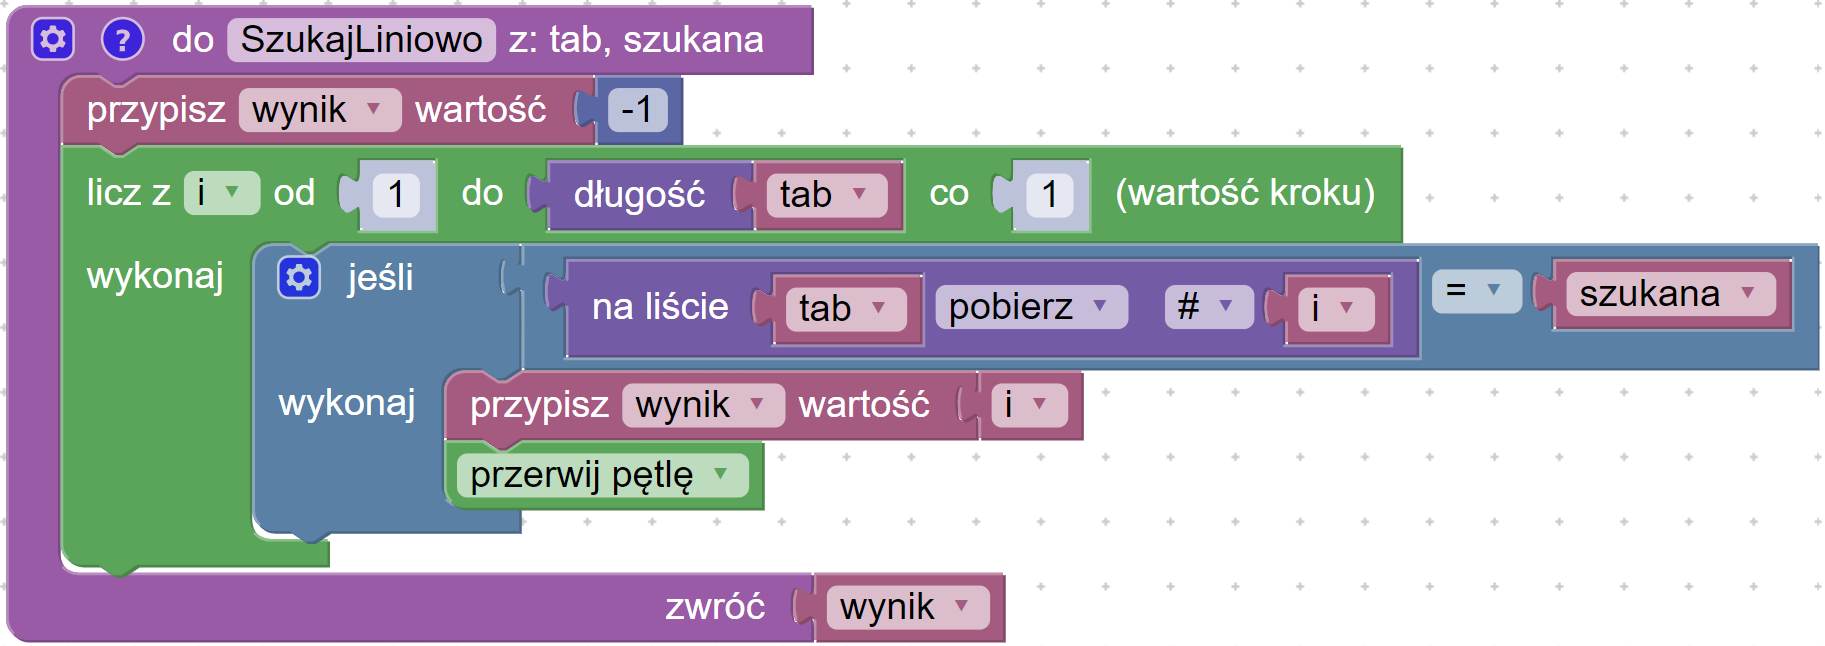 ? do SzukajLiniowo z: tab, szukana
przypisz wynik wartość -1
licz z i od 1 do długość tab co 1 (wartość kroku)
wykonaj jeśli na liście tab pobierz # i = szukana
wykonaj przypisz wynik wartość i
przerwij pętlę
zwróć wynik